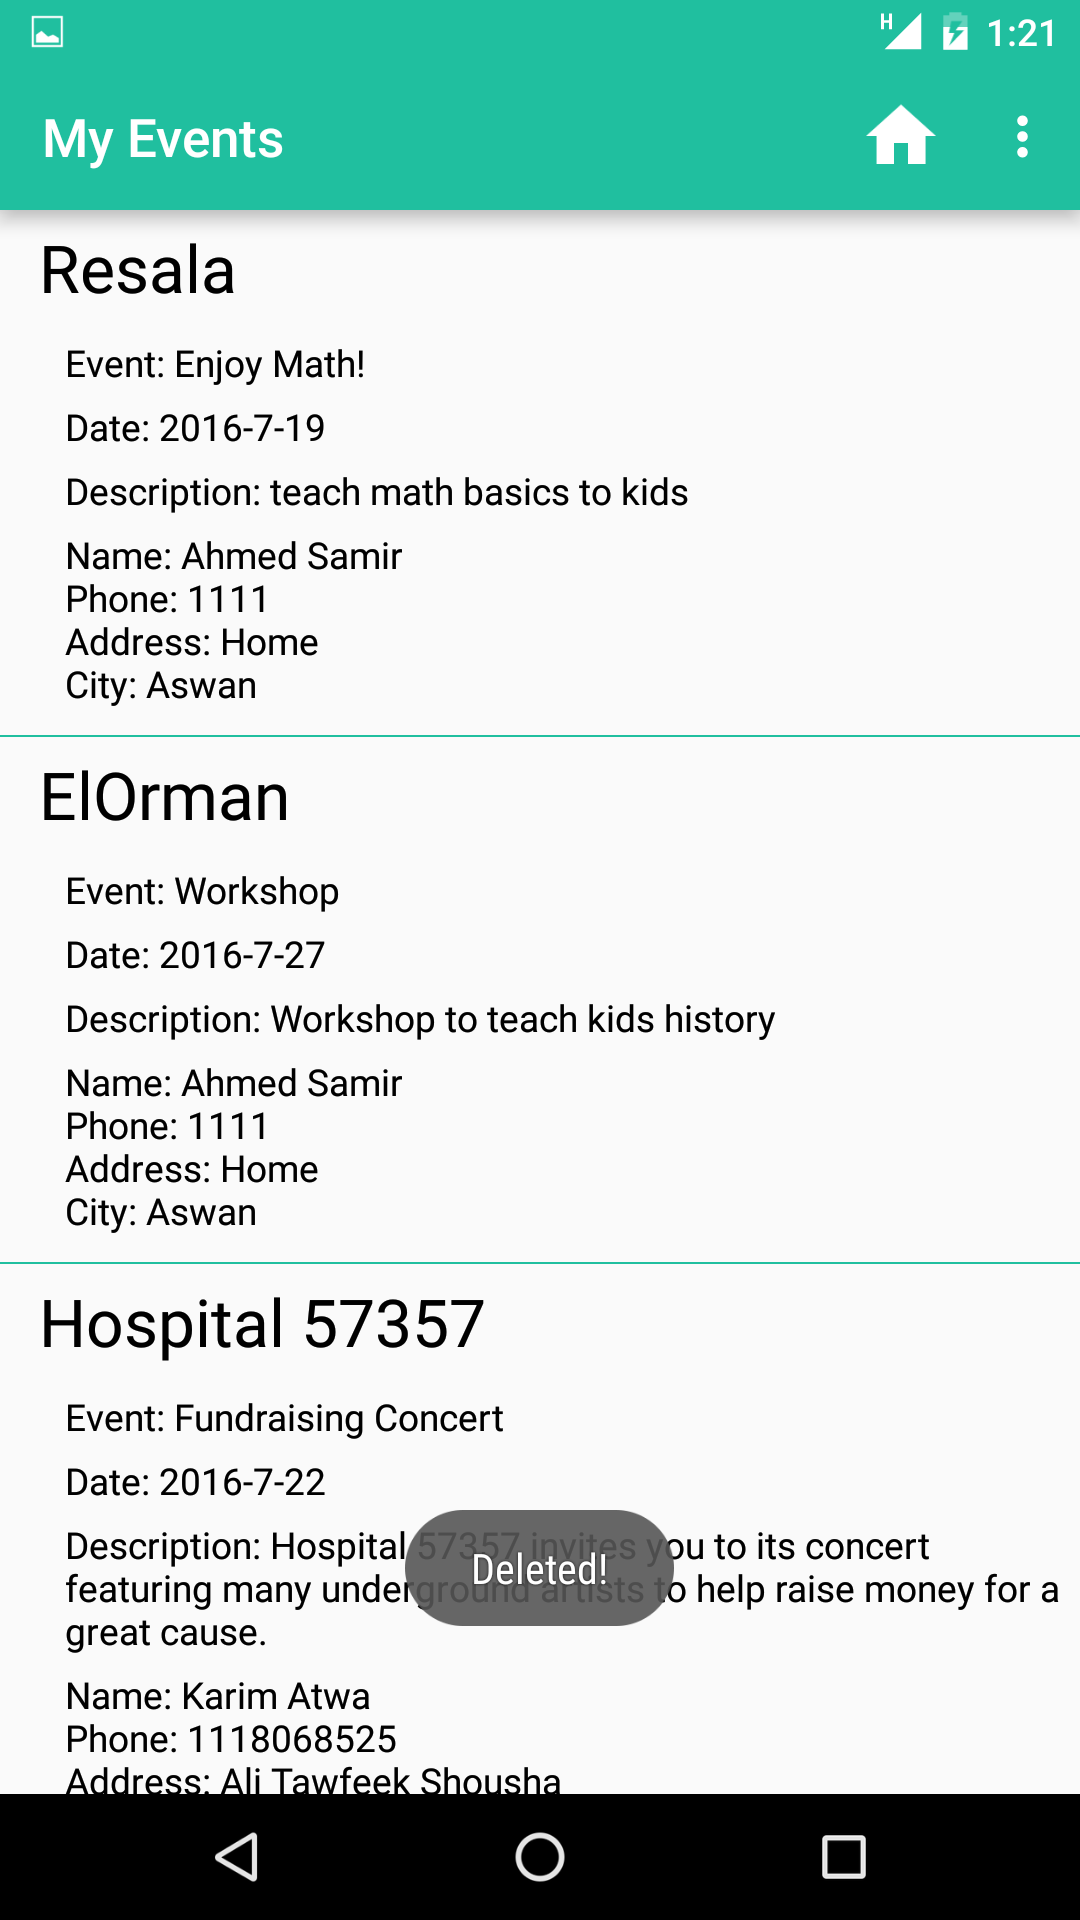 H 1:21
My Events
Resala
Event: Enjoy Math!
Date: 2016-7-19
Description: teach math basics to kids
Name: Ahmed Samir
Phone: 1111
Address: Home
City: Aswan
ElOrman
Event: Workshop
Date: 2016-7-27
Description: Workshop to teach kids history
Name: Ahmed Samir
Phone: 1111
Address: Home
City: Aswan
Hospital 57357
Event: Fundraising Concert
Date: 2016-7-22
Description: Hospital 57357 invites you to its concert
featuring many underground artists to help raise money for a
great cause.
Deleted!
Name: Karim Atwa
Phone: 1118068525
Address: Ali Tawfeek Shousha